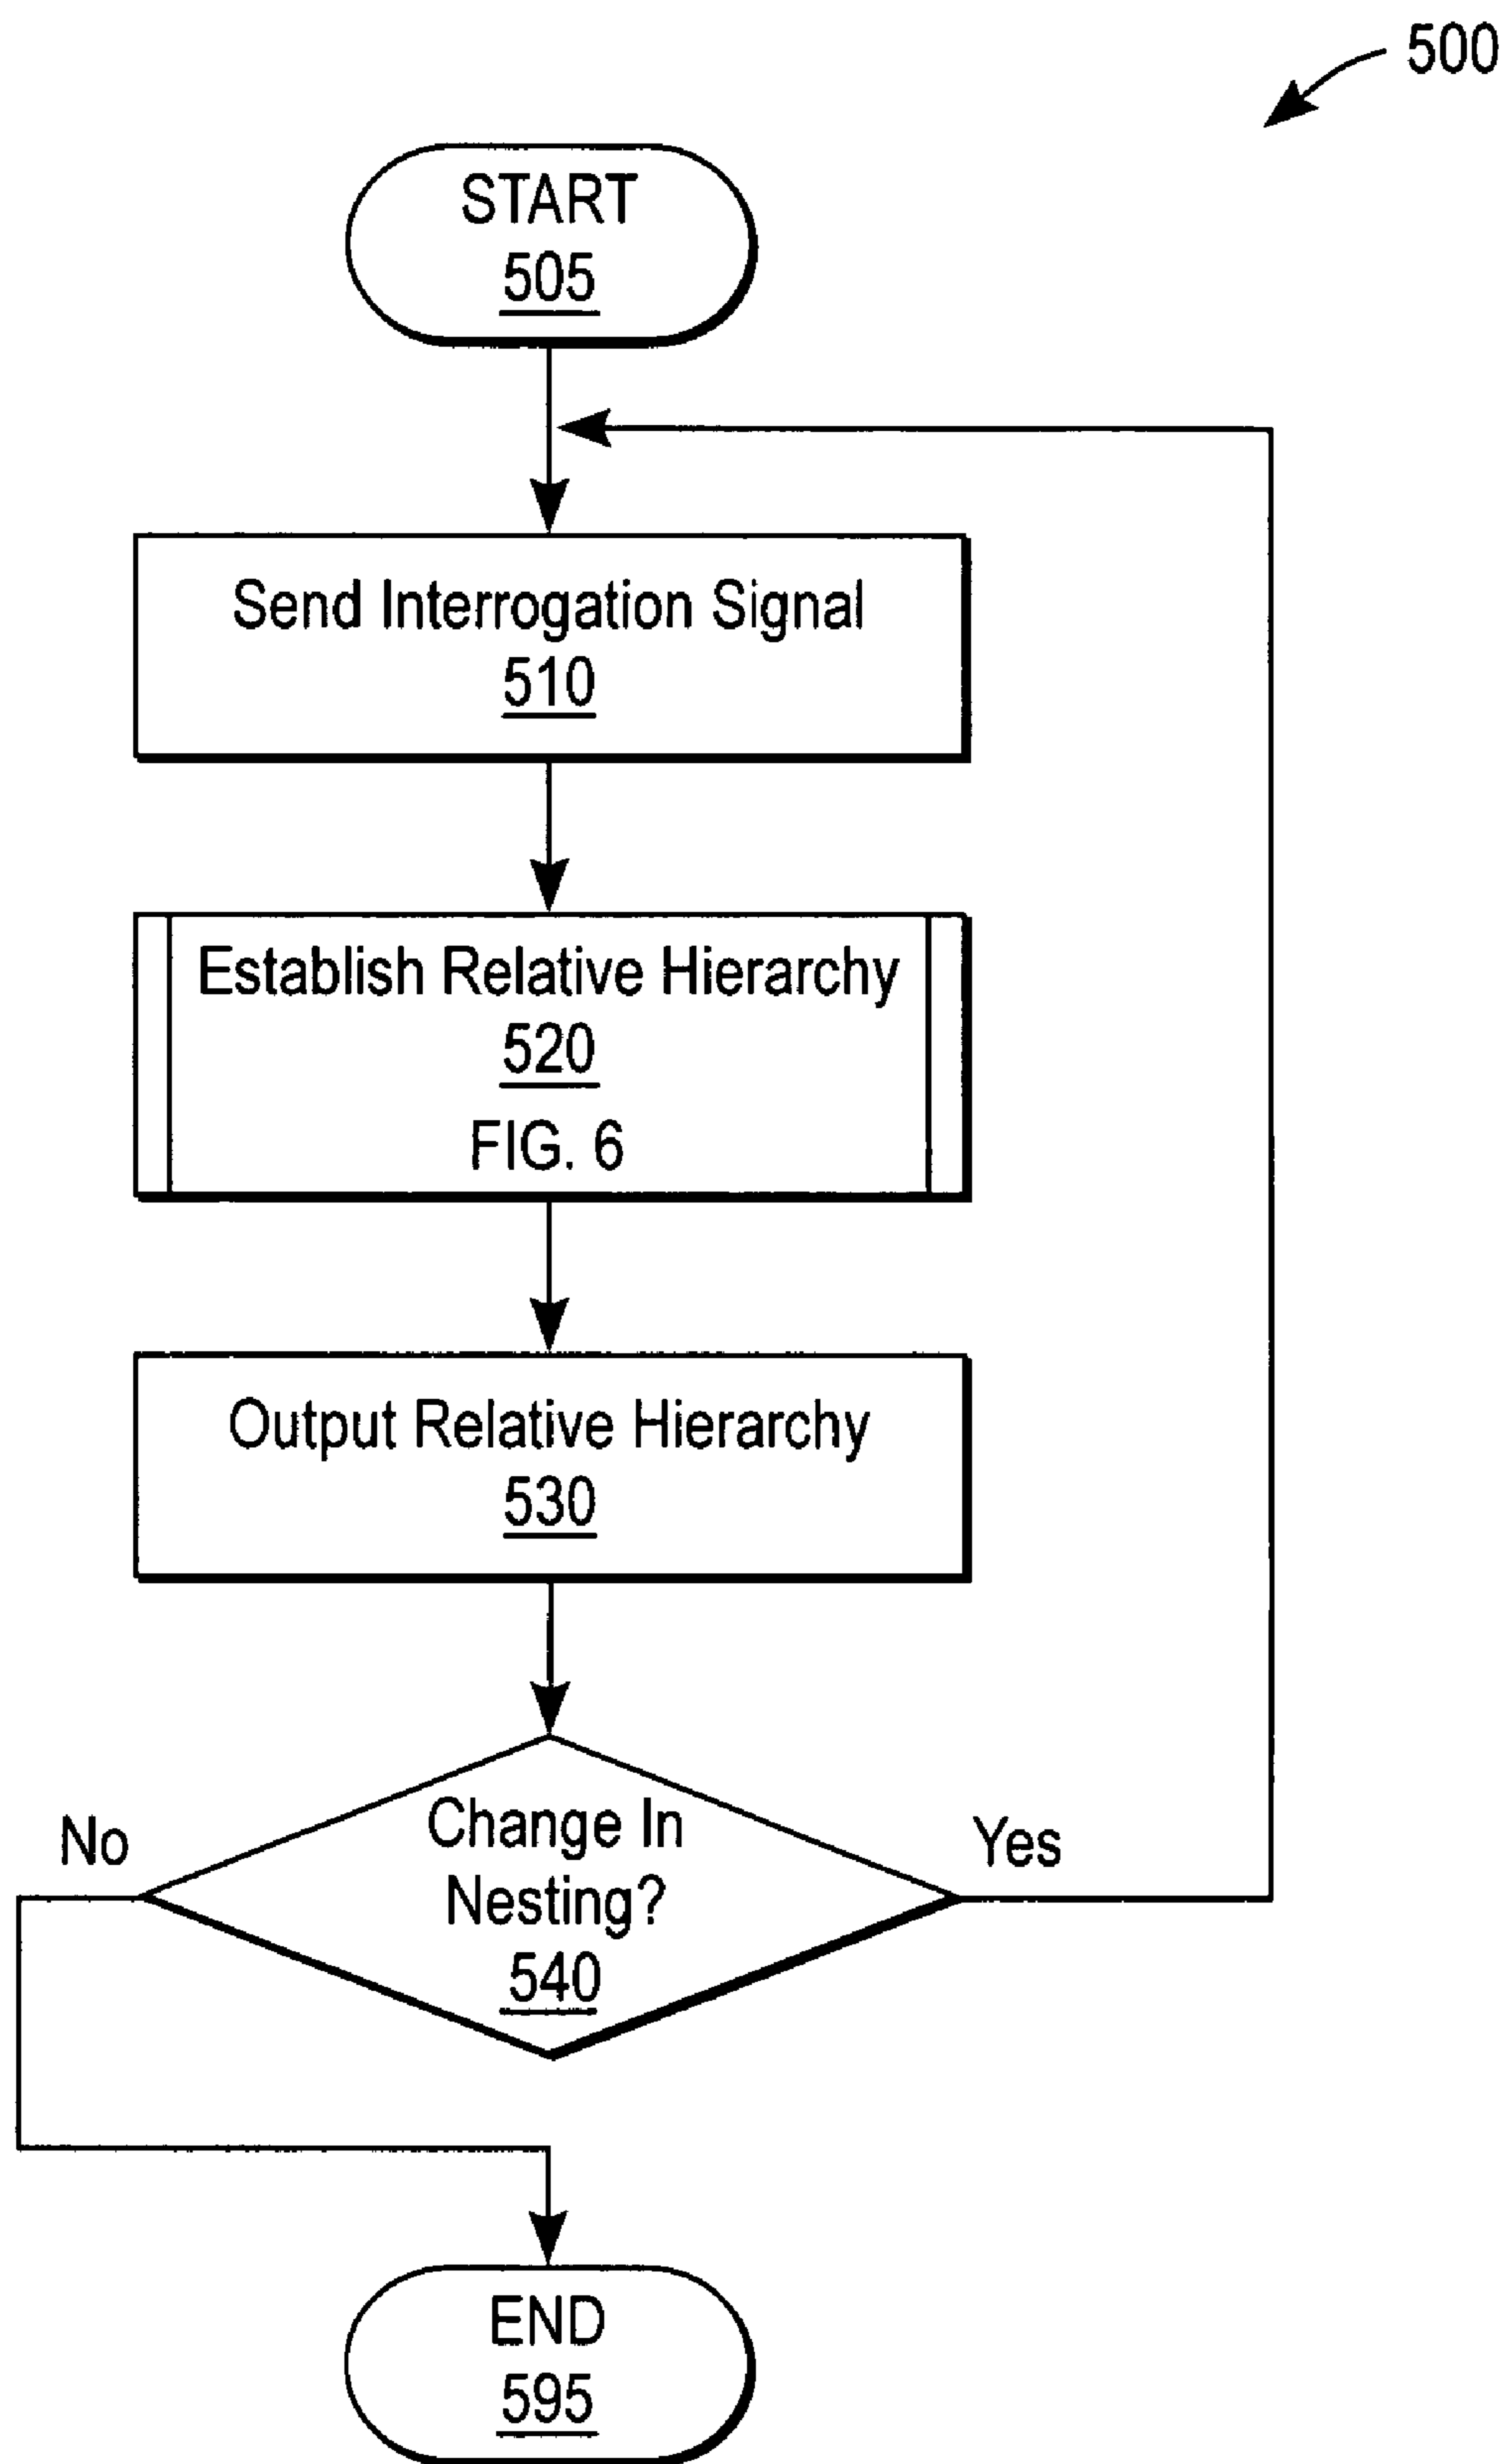 500
START
505
Send Interrogation Signal
510
Establish Relative Hierarchy
520
FIG. 6
Output Relative Hierarchy
530
Change In
Nesting?
540
No
Yes
END
595